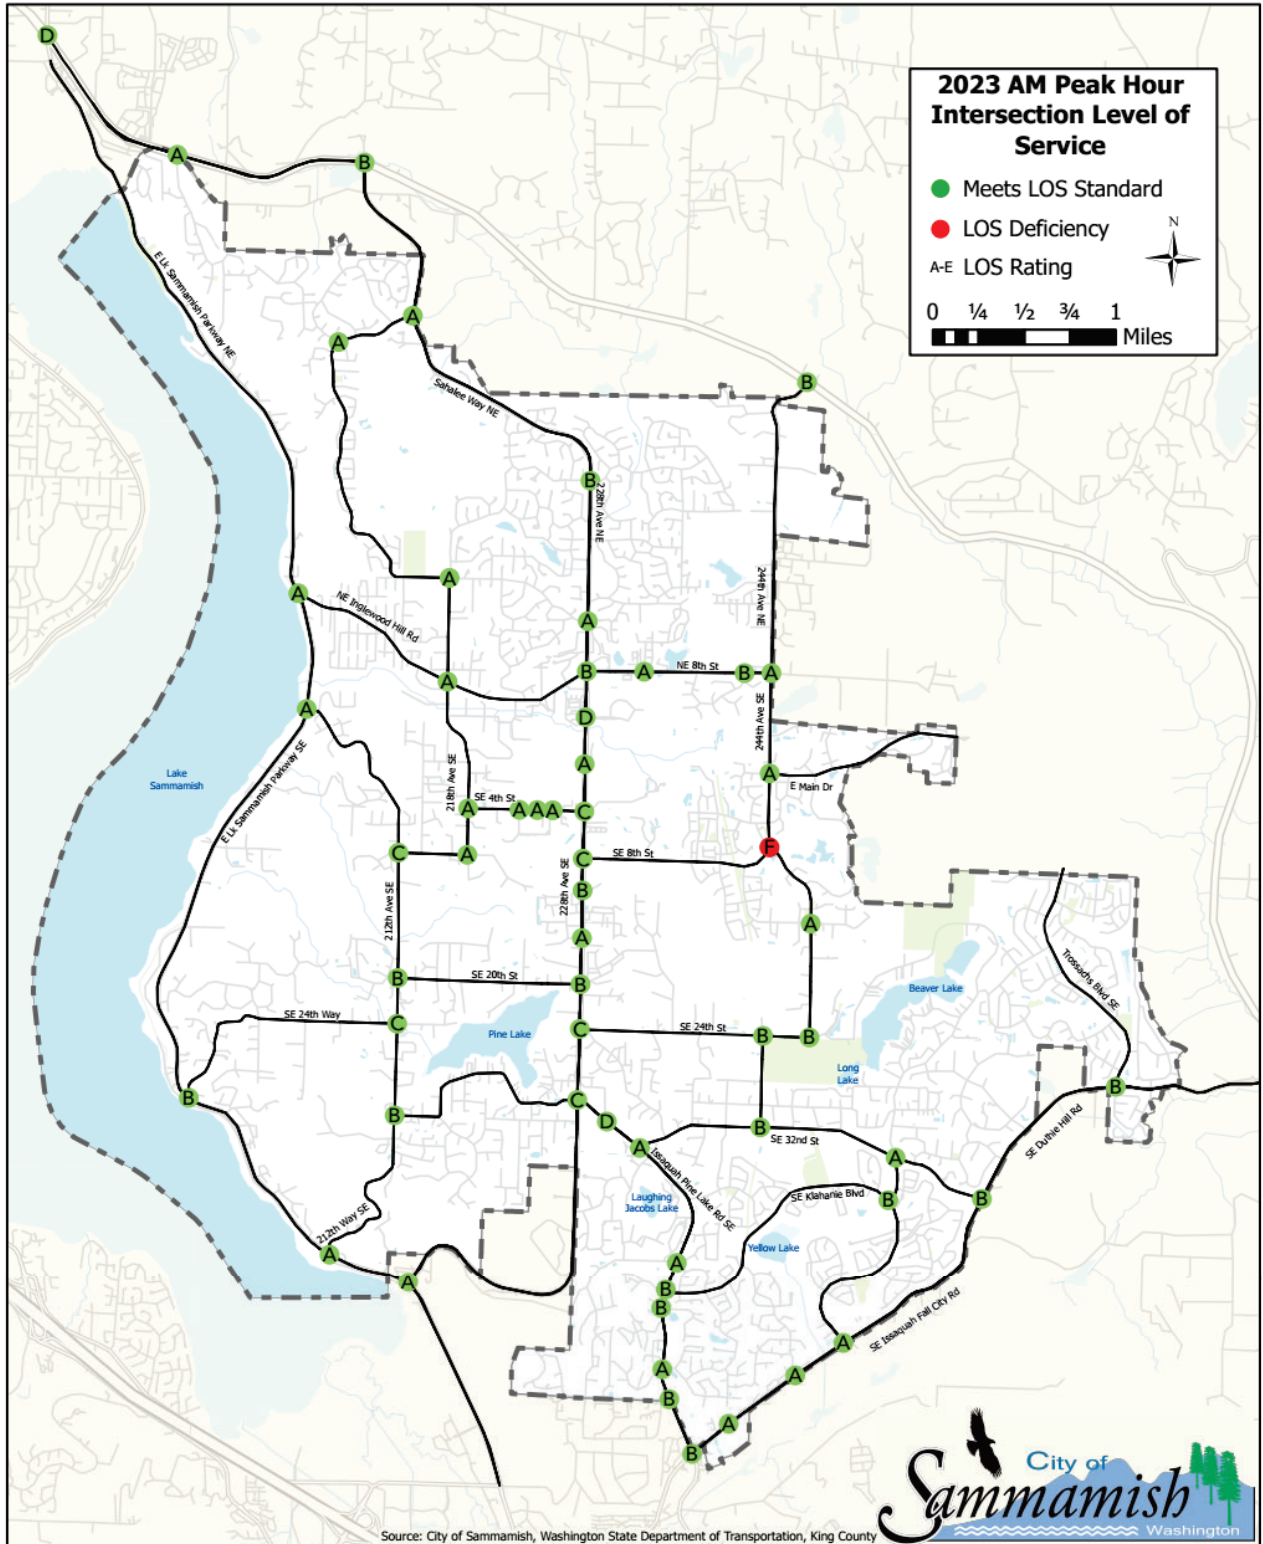 D
2023 AM Peak Hour
Intersection Level of
Service
Meets LOS Standard
LOS Deficiency
A-E LOS Rating
N
0 ¼ ½ ¾ 1
Miles
A
B
E Lk Sammamish Parkway NE
A
A
B
Sahalee Way NE
B
228th Ave NE
A
A
244th Ave NE
NE Inglewood Hill Rd
A
A
B
A
NE 8th St
B
A
A
D
244th Ave SE
A
A
E Main Dr
Lake
Sammamish
E Lk Sammamish Parkway SE
218th Ave SE
A
SE 4th St
A
A
A
C
C
A
C
SE 8th St
F
B
212th Ave SE
228th Ave SE
A
A
B
SE 20th St
B
Trossachs Blvd SE
Beaver Lake
SE 24th Way
C
Pine Lake
C
SE 24th St
B
B
Long
Lake
B
B
C
D
A
B
SE 32nd St
A
B
SE Duthie Hill Rd
B
Issaquah Pine Lake Rd SE
SE Klahanie Blvd
B
Laughing
Jacobs Lake
Yellow Lake
212th Way SE
A
A
A
B
B
SE Issaquah Fall City Rd
A
A
A
B
A
B
City of
Sammamish
Washington
Source: City of Sammamish, Washington State Department of Transportation, King County